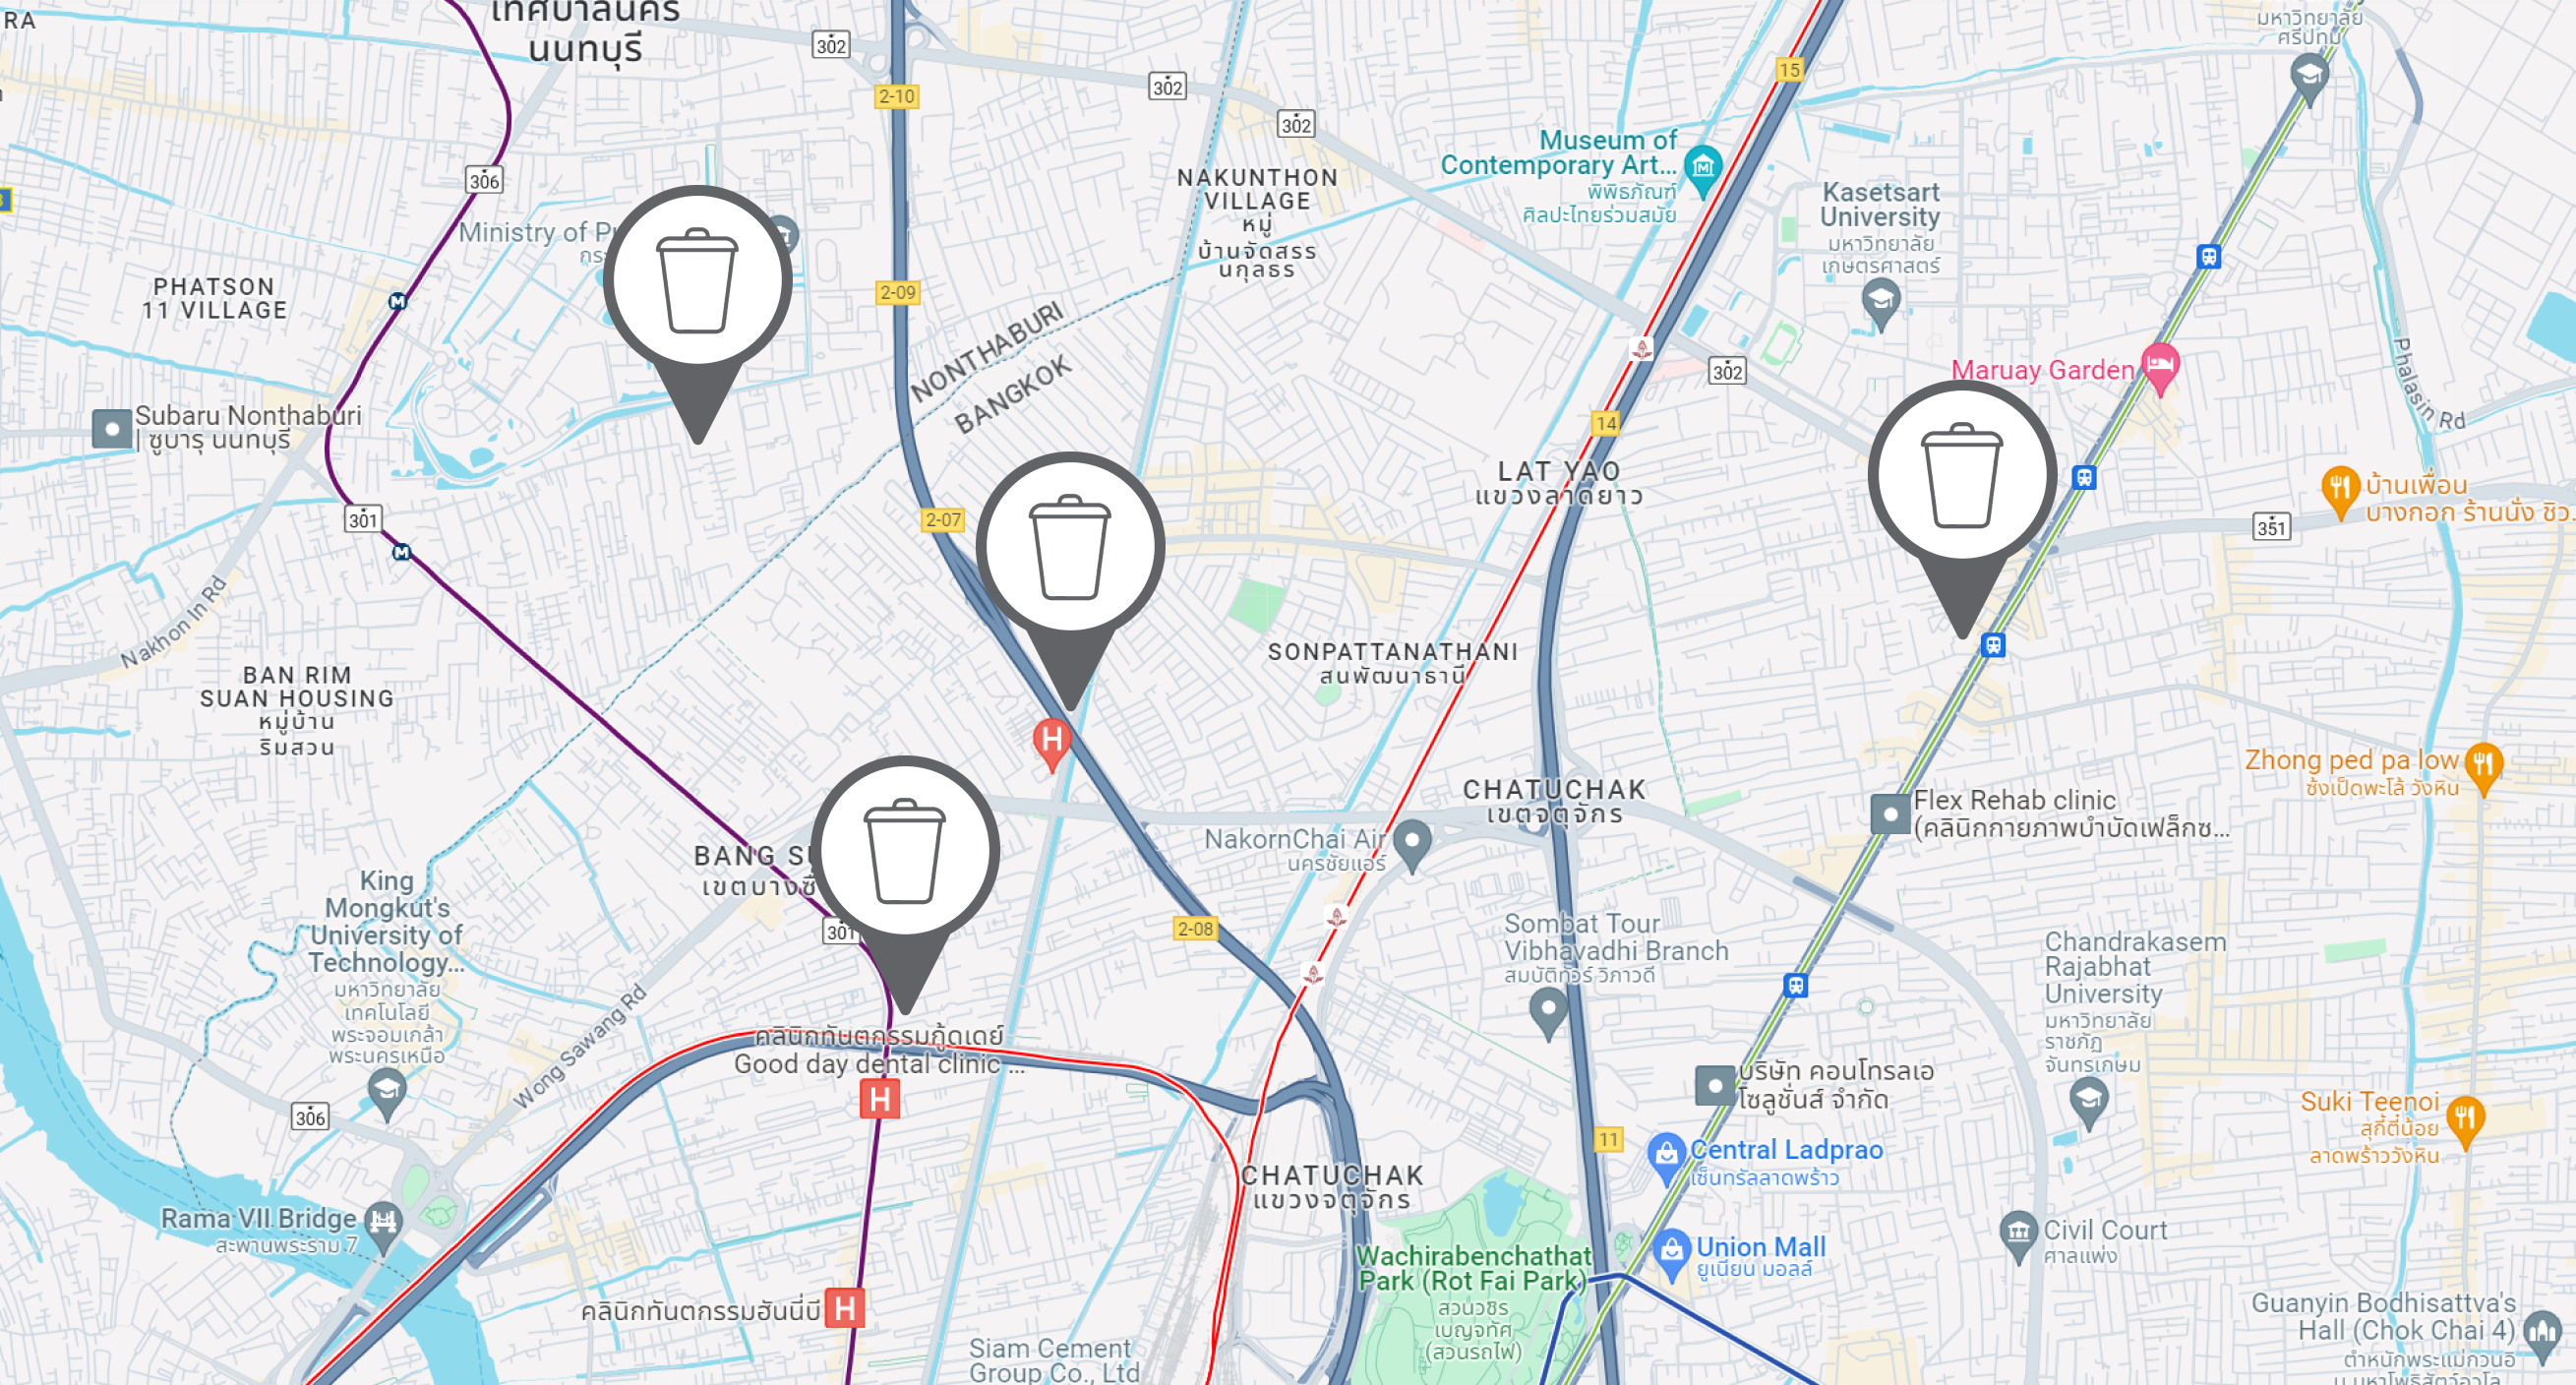 RA
เทศบาลนคร
นนทบุรี
302
2-10
302
302
15
มหาวิทยาลัย
ศรีปทุม
306
Ministry of
Museum of
Contemporary Art...
พิพิธภัณฑ์
ศิลปะไทยร่วมสมัย
NAKUNTHON
VILLAGE
หมู่
บ้านจัดสรร
นกุลธร
Kasetsart
University
มหาวิทยาลัย
เกษตรศาสตร์
PHATSON
11 VILLAGE
M
2-09
NONTHABURI
BANGKOK
302
Maruay Garden
Phalasin Rd
Subaru Nonthaburi
| ซูบารุ นนทบุรี
14
LAT YAO
แขวงลาดยาว
บ้านเพื่อน
บางกอก ร้านนั่ง ชิว...
301
2-07
351
M
Nakhon In Rd
BAN RIM
SUAN HOUSING
หมู่บ้าน
ริมสวน
SONPATTANATHANI
สนพัฒนาธานี
H
CHATUCHAK
เขตจตุจักร
Zhong ped pa low
ซ้งเป็ดพะโล้ วังหิน
Flex Rehab clinic
(คลินิกกายภาพบำบัดเฟล็กซ...
NakornChai Air
นครชัยแอร์
BANG SU
เขตบางซื่
301
2-08
King
Mongkut's
University of
Technology...
มหาวิทยาลัย
เทคโนโลยี
พระจอมเกล้า
พระนครเหนือ
Sombat Tour
Vibhavadhi Branch
สมบัติทัวร์ วิภาวดี
Chandrakasem
Rajabhat
University
มหาวิทยาลัย
ราชภัฏ
จันทรเกษม
Wong Sawang Rd
คลินิกทันตกรรมกู้ดเดย์
Good day dental clinic ...
H
306
บริษัท คอนโทรลเอ
โซลูชั่นส์ จำกัด
Suki Teenoi
สุกี้ตี๋น้อย
ลาดพร้าววังหิน
11
Central Ladprao
เซ็นทรัลลาดพร้าว
CHATUCHAK
แขวงจตุจักร
Rama VII Bridge
สะพานพระราม 7
Union Mall
ยูเนี่ยน มอลล์
Civil Court
ศาลแพ่ง
Wachirabenchathat
Park (Rot Fai Park)
สวนวชิร
เบญจทัศ
(สวนรถไฟ)
คลินิกทันตกรรมฮันนี่บี
H
Siam Cement
Group Co., Ltd
Guanyin Bodhisattva's
Hall (Chok Chai 4)
ตำหนักพระแม่กวนอิ